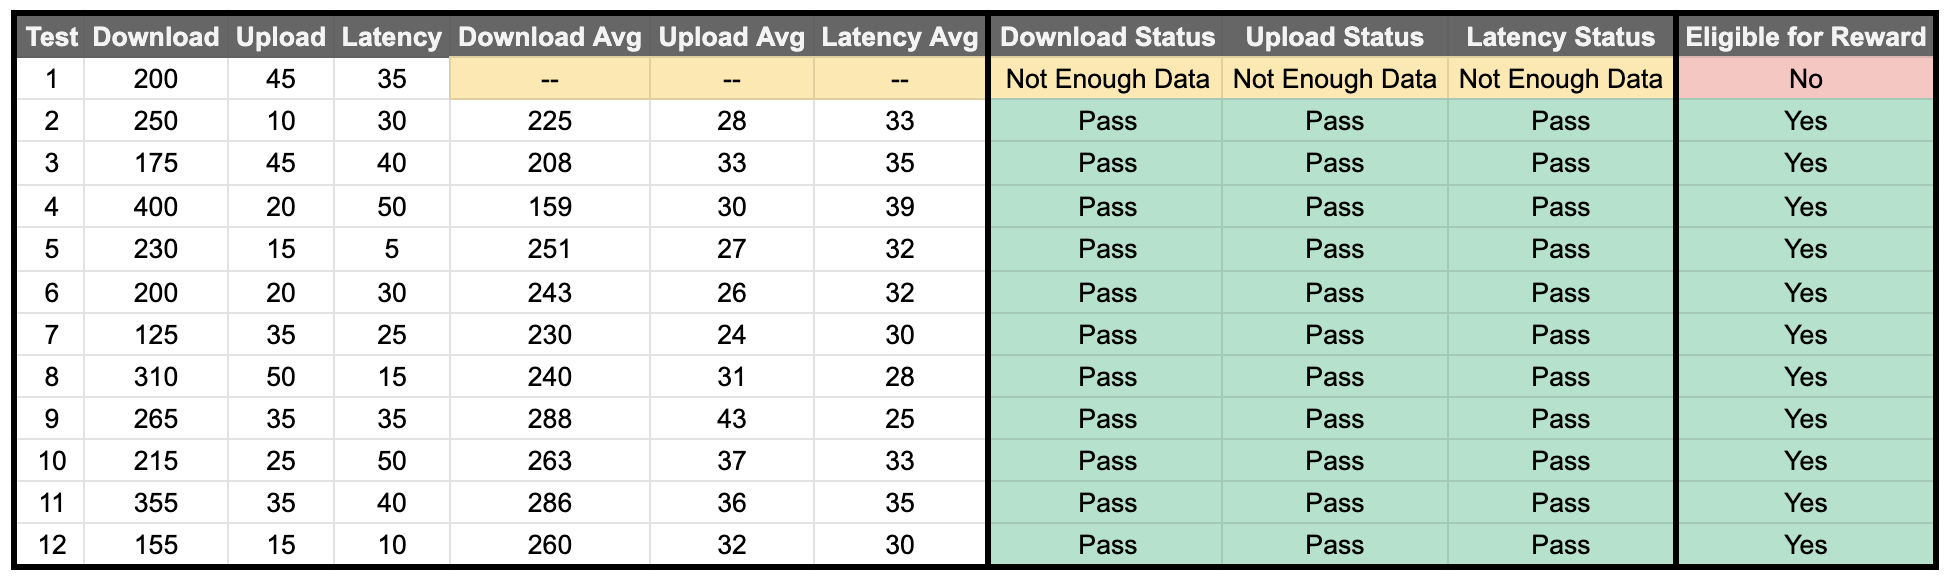 Test Download Upload Latency Download Avg Upload Avg Latency Avg Download Status Upload Status Latency Status Eligible for Reward
1 200 45 35 -- -- -- Not Enough Data Not Enough Data Not Enough Data No
2 250 10 30 225 28 33 Pass Pass Pass Yes
3 175 45 40 208 33 35 Pass Pass Pass Yes
4 400 20 50 159 30 39 Pass Pass Pass Yes
5 230 15 5 251 27 32 Pass Pass Pass Yes
6 200 20 30 243 26 32 Pass Pass Pass Yes
7 125 35 25 230 24 30 Pass Pass Pass Yes
8 310 50 15 240 31 28 Pass Pass Pass Yes
9 265 35 35 288 43 25 Pass Pass Pass Yes
10 215 25 50 263 37 33 Pass Pass Pass Yes
11 355 35 40 286 36 35 Pass Pass Pass Yes
12 155 15 10 260 32 30 Pass Pass Pass Yes